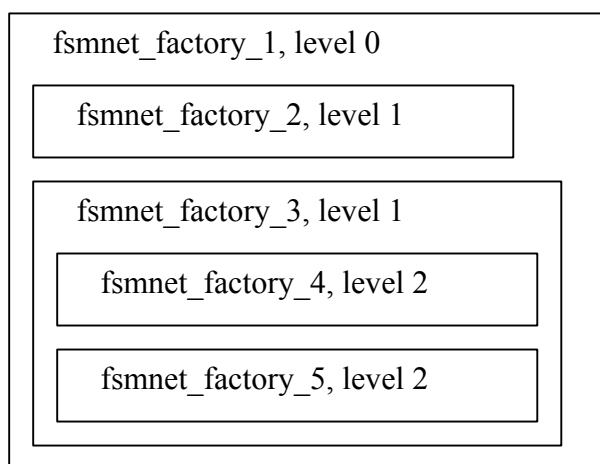 fsmnet_factory_1, level 0
fsmnet_factory_2, level 1
fsmnet_factory_3, level 1
fsmnet_factory_4, level 2
fsmnet_factory_5, level 2